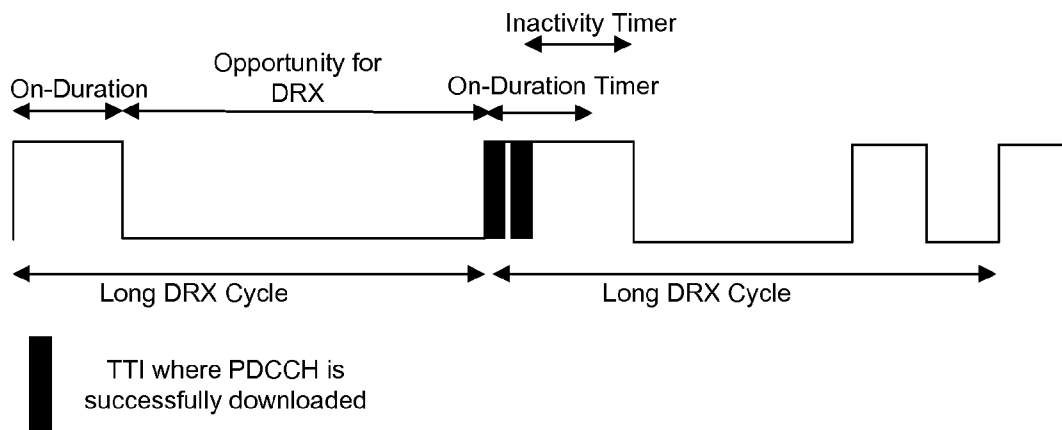 Inactivity Timer
Opportunity for
DRX
On-Duration
On-Duration Timer
Long DRX Cycle
Long DRX Cycle
TTI where PDCCH is
successfully downloaded